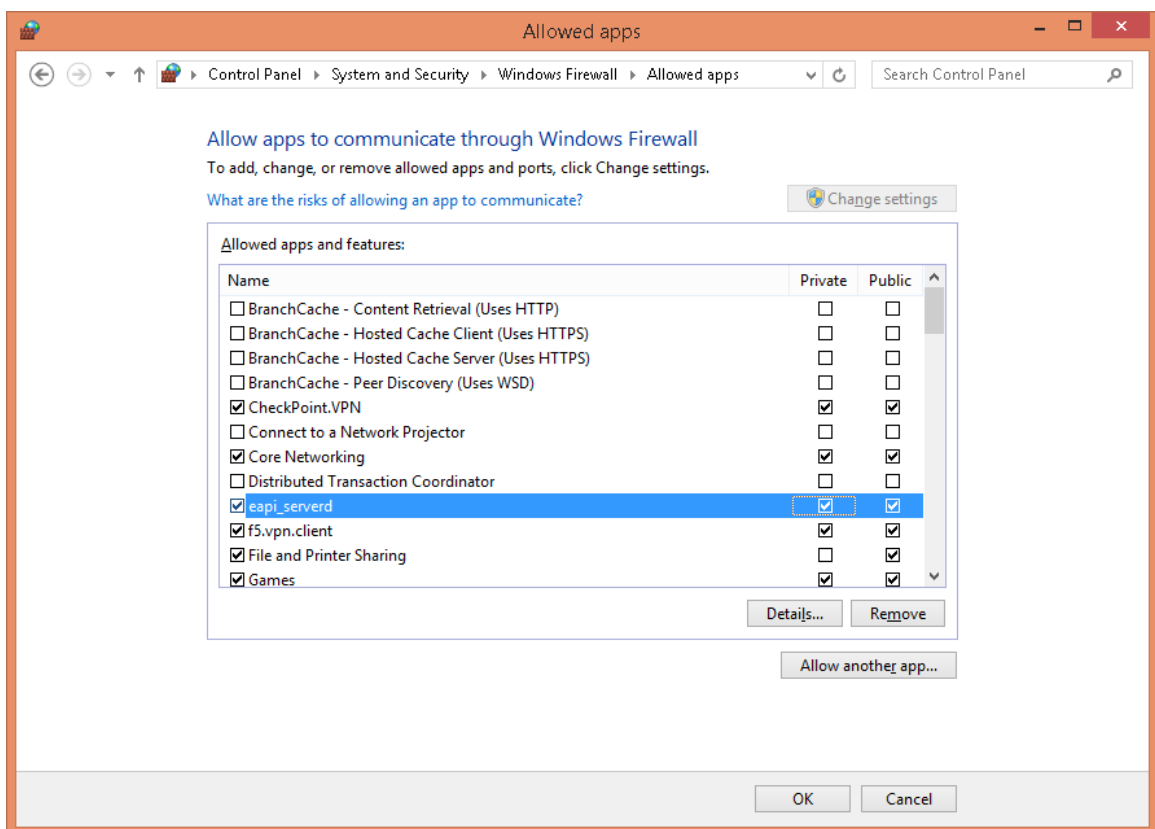 Allowed apps
Control Panel System and Security Windows Firewall Allowed apps Search Control Panel
Allow apps to communicate through Windows Firewall
To add, change, or remove allowed apps and ports, click Change settings.
What are the risks of allowing an app to communicate? Change settings
Allowed apps and features:
Name Private Public
BranchCache - Content Retrieval (Uses HTTP)
BranchCache - Hosted Cache Client (Uses HTTPS)
BranchCache - Hosted Cache Server (Uses HTTPS)
BranchCache - Peer Discovery (Uses WSD)
CheckPoint.VPN
Connect to a Network Projector
Core Networking
Distributed Transaction Coordinator
eapi_serverd
f5.vpn.client
File and Printer Sharing
Games
Details... Remove
Allow another app...
OK Cancel